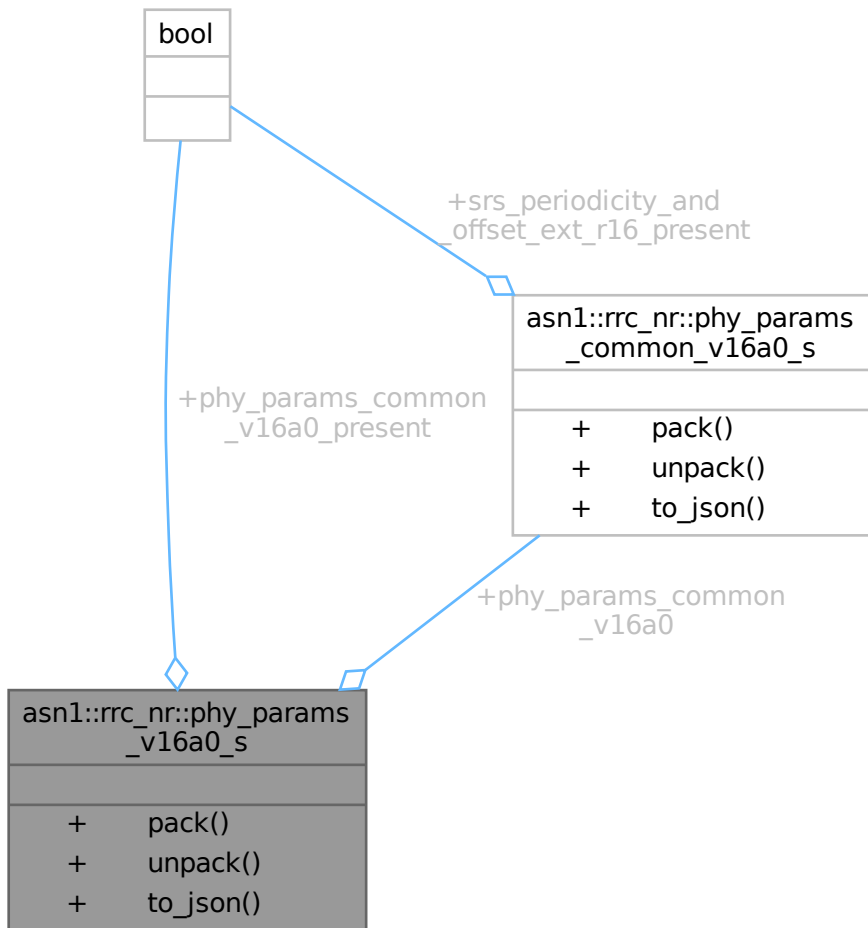 bool
+srs_periodicity_and
_offset_ext_r16_present
asn1::rrc_nr::phy_params
_common_v16a0_s
+ pack()
+ unpack()
+ to_json()
+phy_params_common
_v16a0_present
+phy_params_common
_v16a0
asn1::rrc_nr::phy_params
_v16a0_s
+ pack()
+ unpack()
+ to_json()